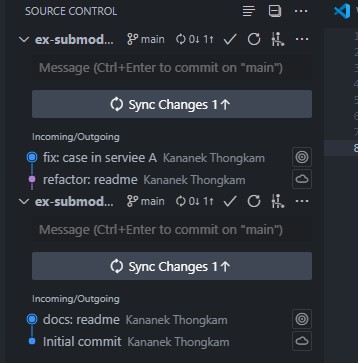 SOURCE CONTROL
ex-submod... main 0↓ 1↑
Message (Ctrl+Enter to commit on "main")
Sync Changes 1↑
Incoming/Outgoing
fix: case in serviee A Kananek Thongkam
refactor: readme Kananek Thongkam
ex-submod... main 0↓ 1↑
Message (Ctrl+Enter to commit on "main")
Sync Changes 1↑
Incoming/Outgoing
docs: readme Kananek Thongkam
Initial commit Kananek Thongkam